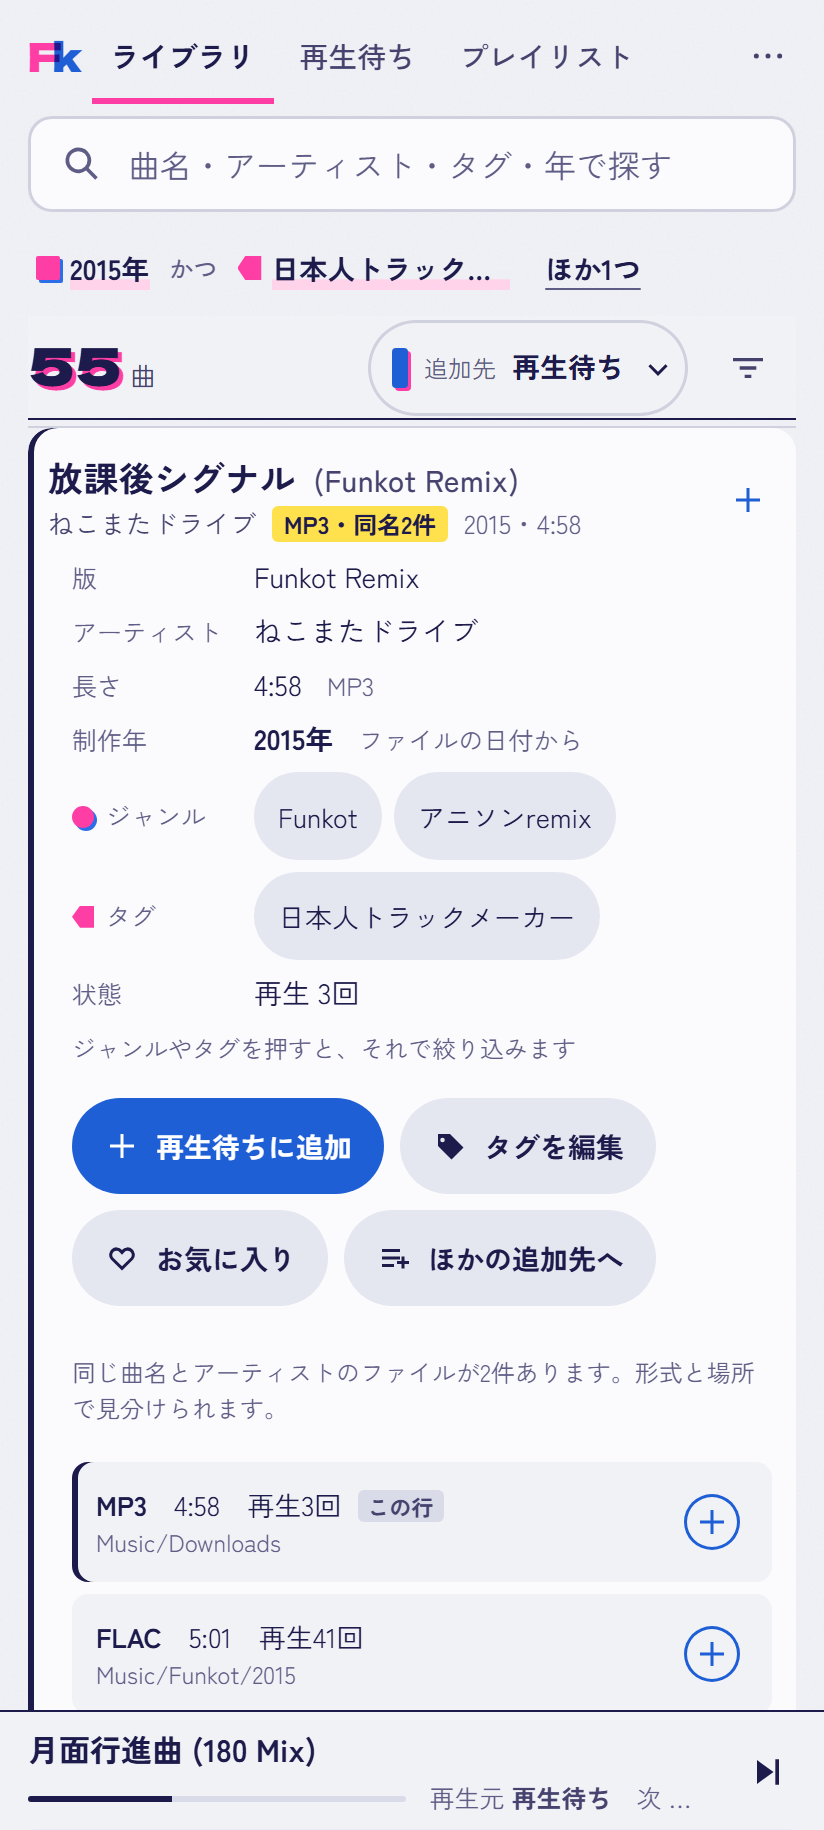 Fk ライブラリ 再生待ち プレイリスト …
曲名・アーティスト・タグ・年で探す
2015年 かつ 日本人トラック… ほか1つ
55 曲 追加先 再生待ち
放課後シグナル (Funkot Remix)
ねこまたドライブ MP3・同名2件 2015・4:58
版 Funkot Remix
アーティスト ねこまたドライブ
長さ 4:58 MP3
制作年 2015年 ファイルの日付から
ジャンル Funkot アニソンremix
タグ 日本人トラックメーカー
状態 再生 3回
ジャンルやタグを押すと、それで絞り込みます
再生待ちに追加 タグを編集
お気に入り ほかの追加先へ
同じ曲名とアーティストのファイルが2件あります。形式と場所
で見分けられます。
MP3 4:58 再生3回 この行
Music/Downloads
FLAC 5:01 再生41回
Music/Funkot/2015
月面行進曲 (180 Mix)
再生元 再生待ち 次 …